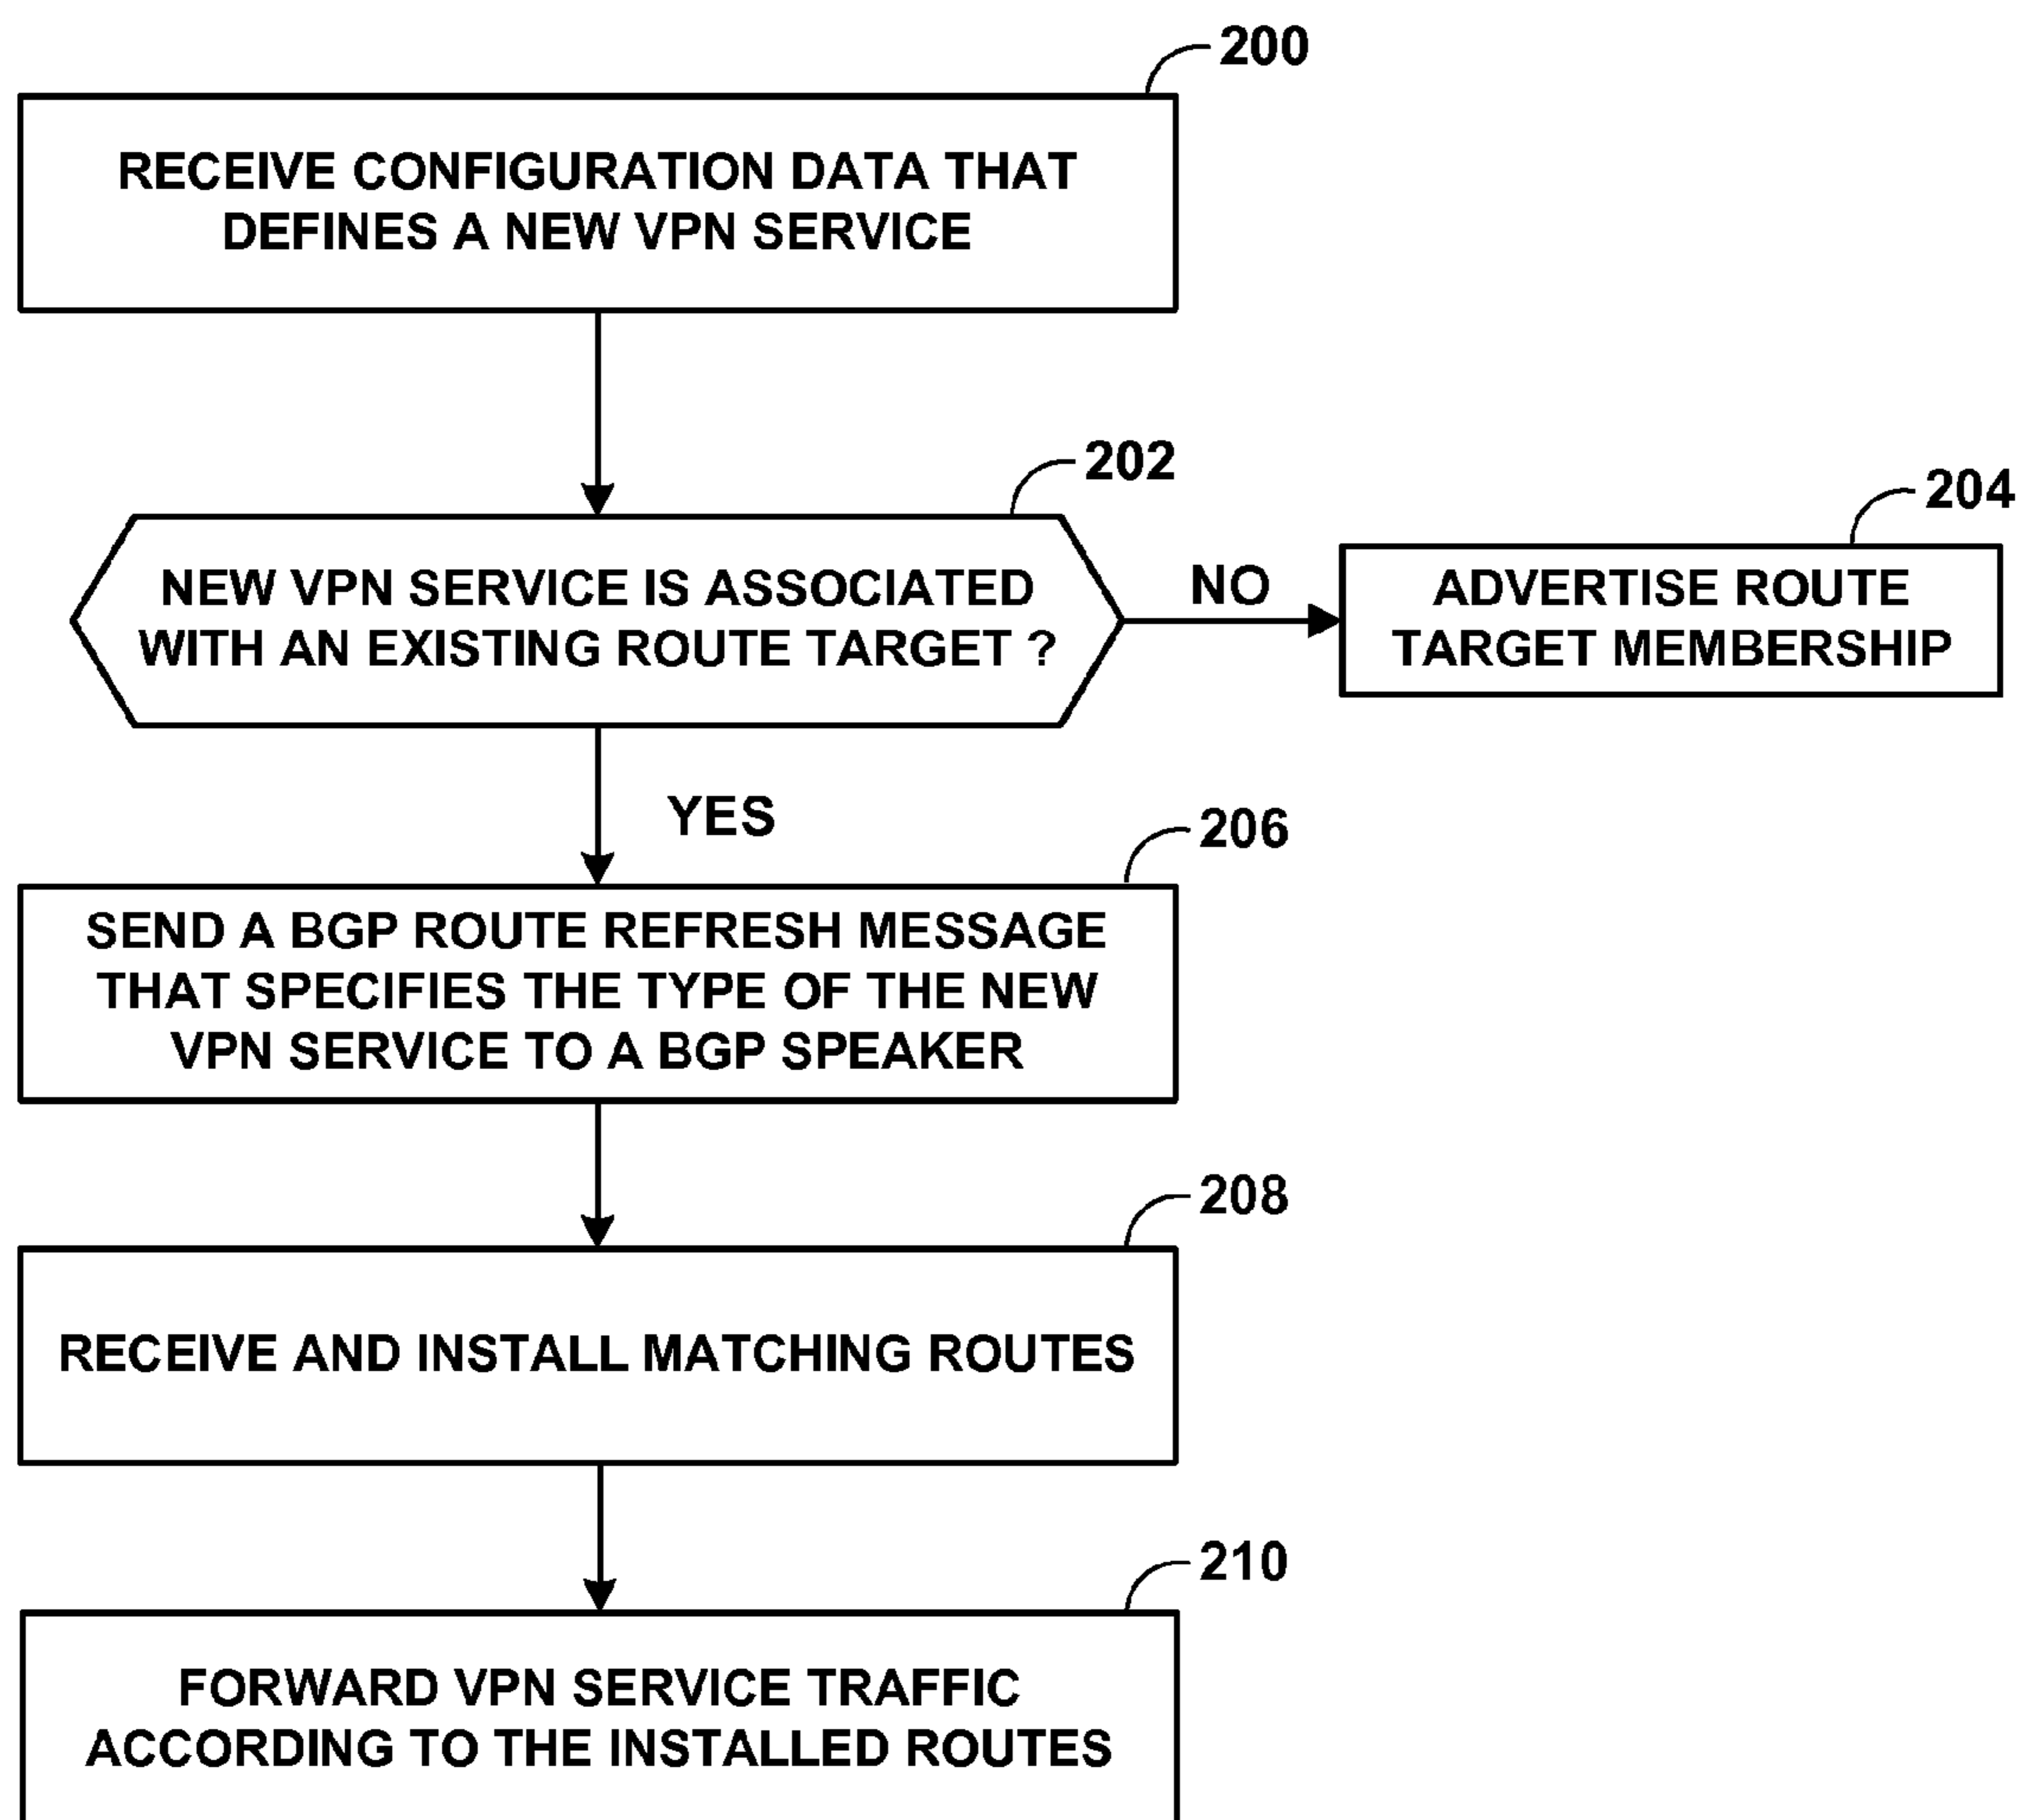 200
RECEIVE CONFIGURATION DATA THAT
DEFINES A NEW VPN SERVICE
202
NEW VPN SERVICE IS ASSOCIATED
WITH AN EXISTING ROUTE TARGET ?
NO
204
ADVERTISE ROUTE
TARGET MEMBERSHIP
YES
206
SEND A BGP ROUTE REFRESH MESSAGE
THAT SPECIFIES THE TYPE OF THE NEW
VPN SERVICE TO A BGP SPEAKER
208
RECEIVE AND INSTALL MATCHING ROUTES
210
FORWARD VPN SERVICE TRAFFIC
ACCORDING TO THE INSTALLED ROUTES